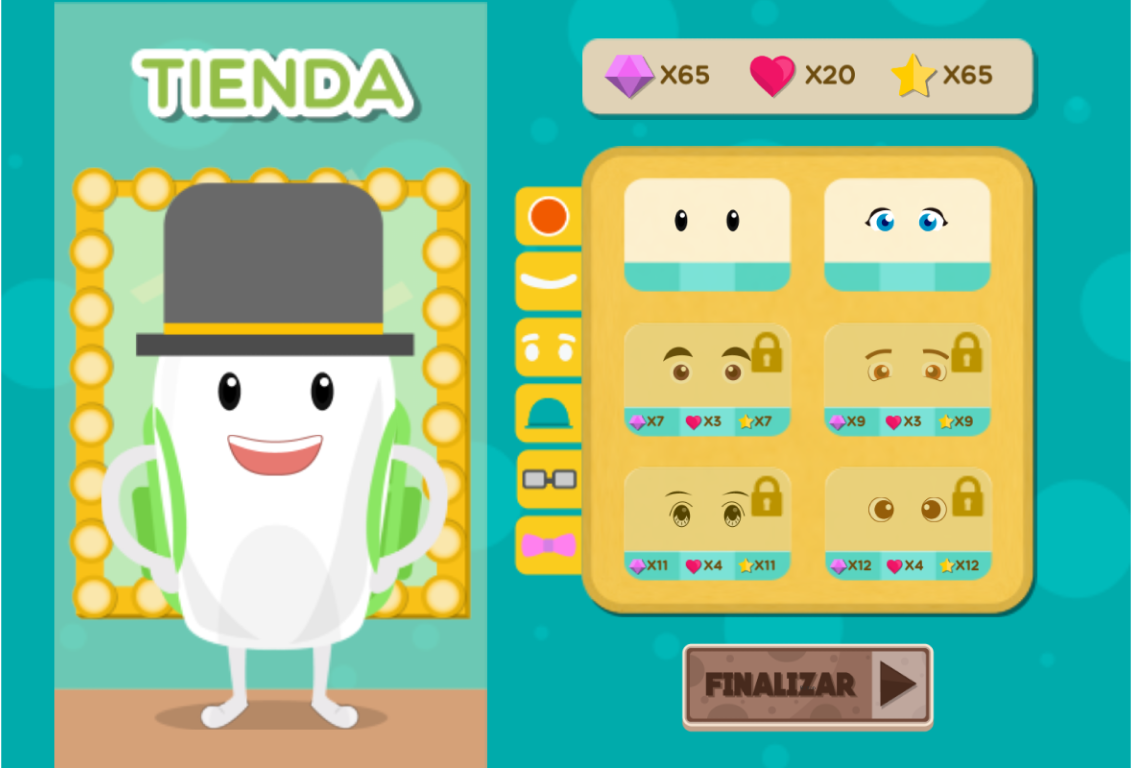 TIENDA
X65 X20 X65
X7 X3 X7
X9 X3 X9
X11 X4 X11
X12 X4 X12
FINALIZAR